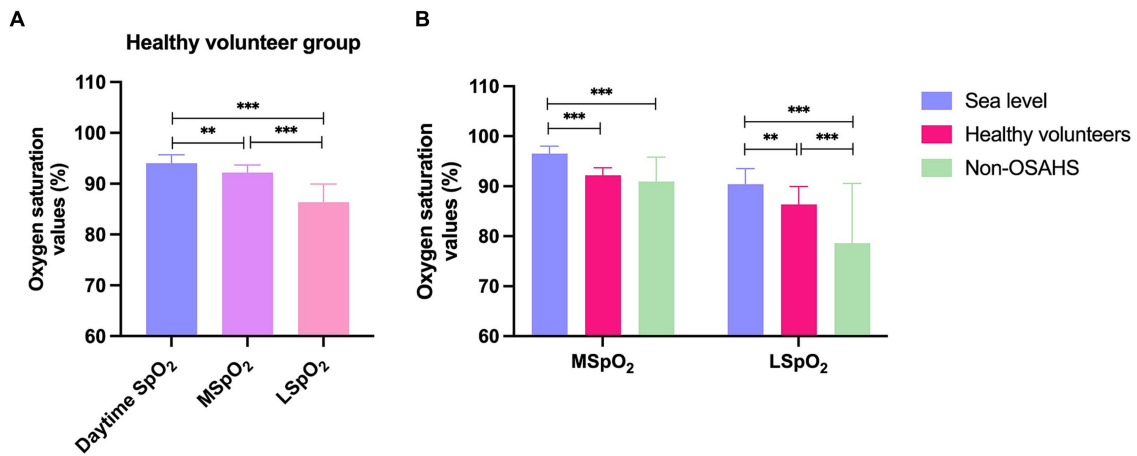 A
Healthy volunteer group
Oxygen saturation
values (%)
110
100
90
80
70
60
***
**
***
Daytime SpO₂
MSpO₂
LSpO₂
B
Oxygen saturation
values (%)
110
100
90
80
70
60
***
***
***
**
***
MSpO₂
LSpO₂
Sea level
Healthy volunteers
Non-OSAHS